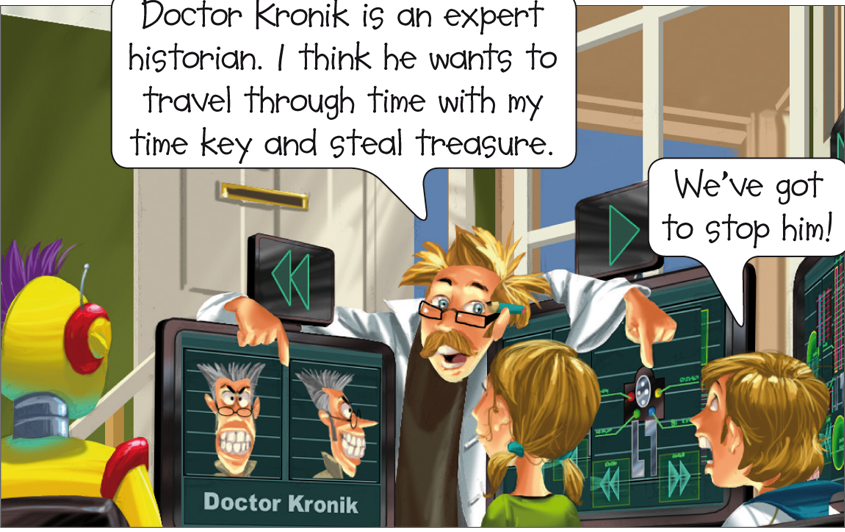 Doctor Kronik is an expert
historian. I think he wants to
travel through time with my
time key and steal treasure.
We've got
to stop him!
Doctor Kronik